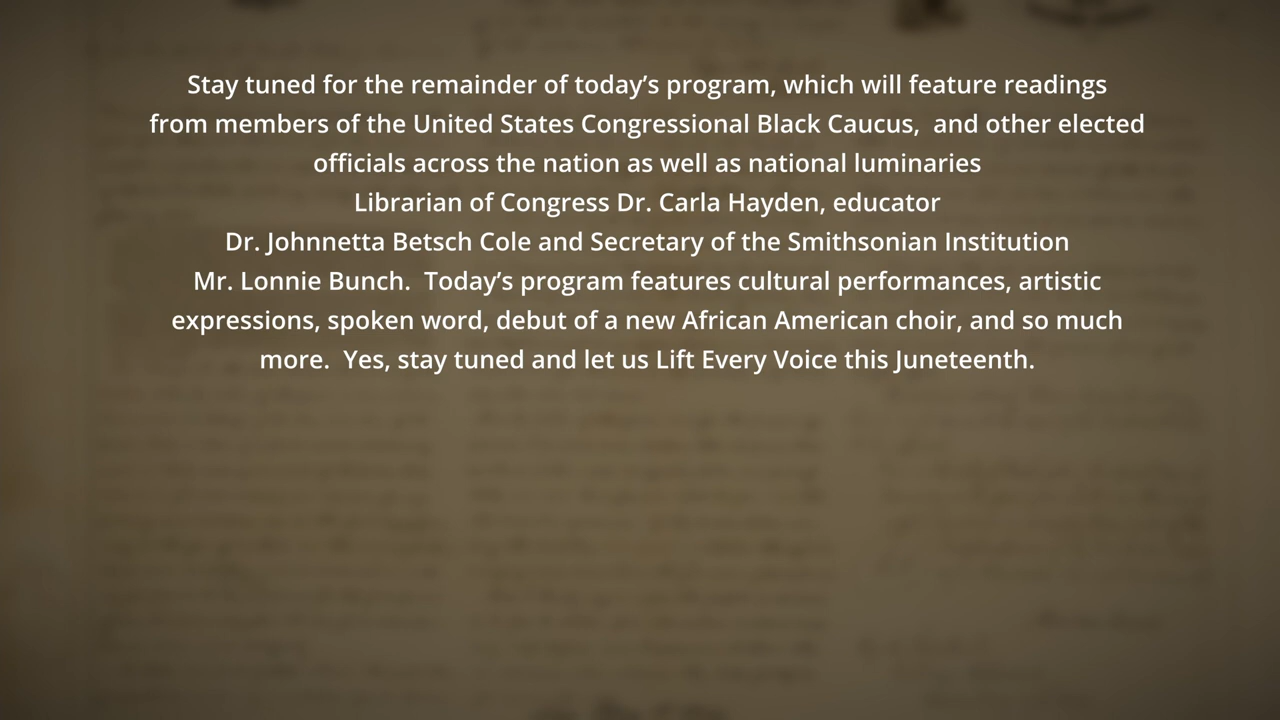 Stay tuned for the remainder of today's program, which will feature readings
from members of the United States Congressional Black Caucus,  and other elected
officials across the nation as well as national luminaries
Librarian of Congress Dr. Carla Hayden, educator
Dr. Johnnetta Betsch Cole and Secretary of the Smithsonian Institution
Mr. Lonnie Bunch.  Today's program features cultural performances, artistic
expressions, spoken word, debut of a new African American choir, and so much
more.  Yes, stay tuned and let us Lift Every Voice this Juneteenth.